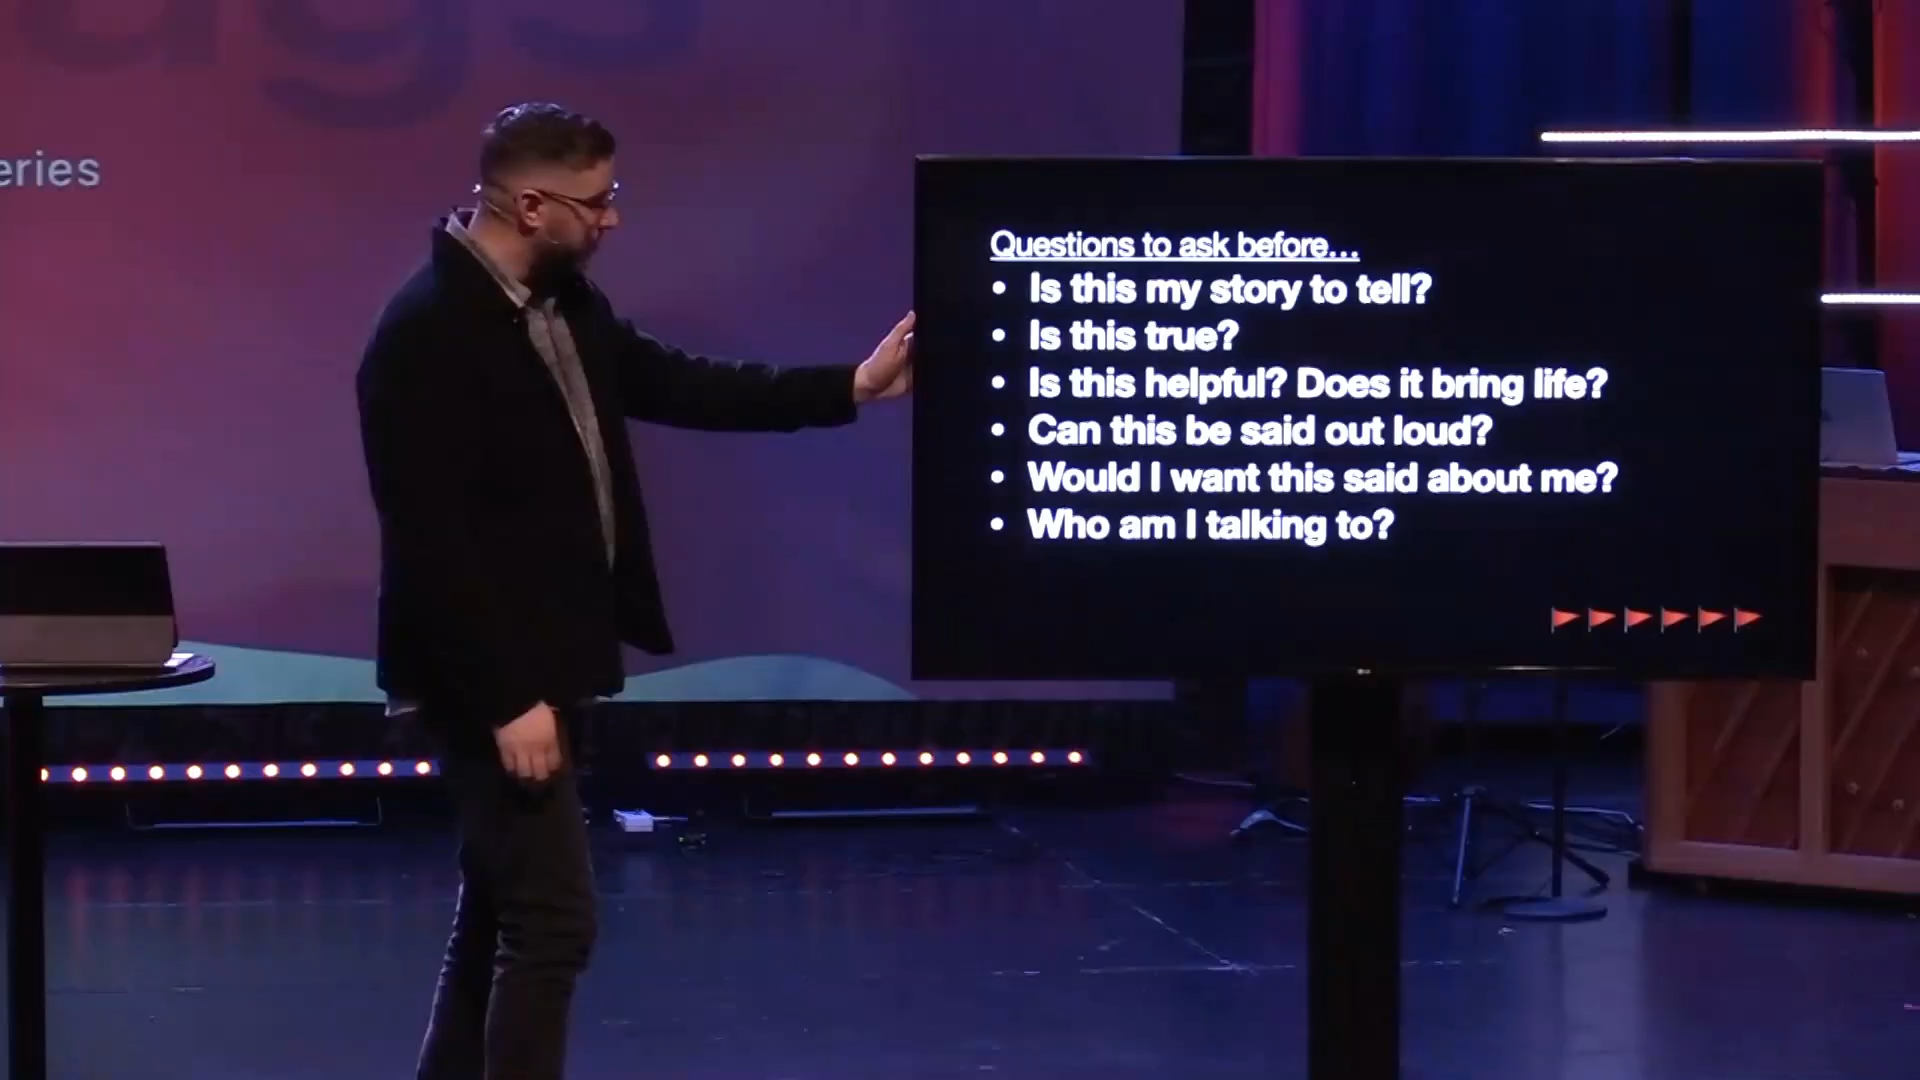 ags
eries
Questions to ask before...
• Is this my story to tell?
• Is this true?
• Is this helpful? Does it bring life?
• Can this be said out loud?
• Would I want this said about me?
• Who am I talking to?